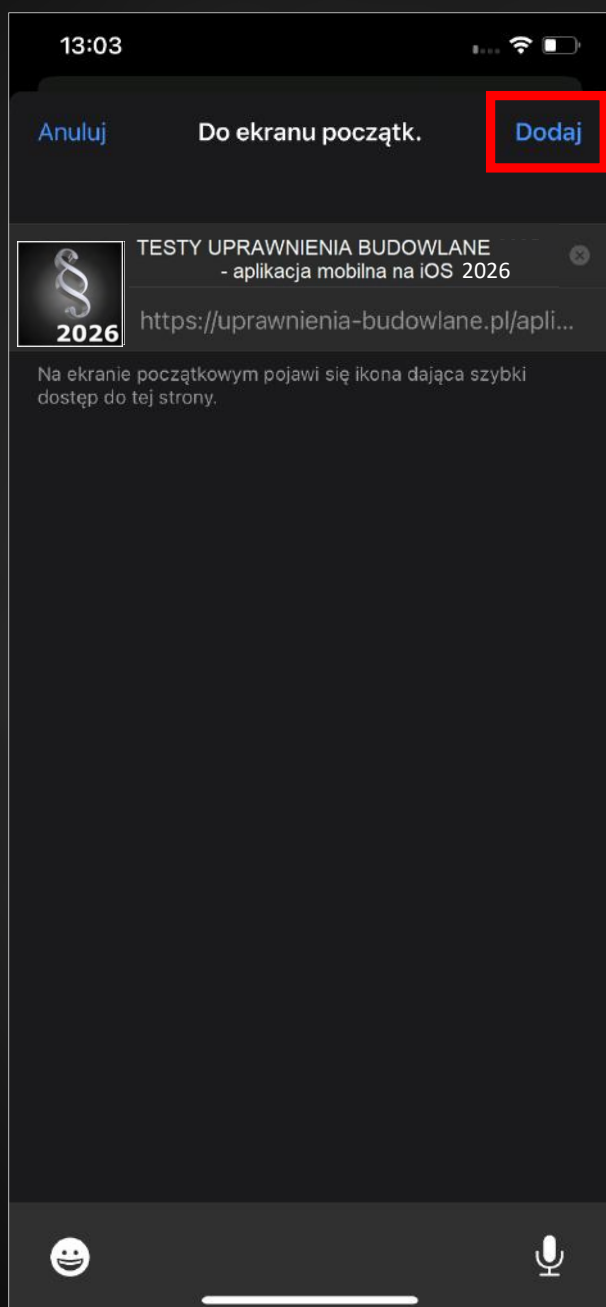 13:03
Anuluj Do ekranu początk. Dodaj
TESTY UPRAWNIENIA BUDOWLANE
- aplikacja mobilna na iOS 2026
2026
https://uprawnienia-budowlane.pl/apli...
Na ekranie początkowym pojawi się ikona dająca szybki
dostęp do tej strony.